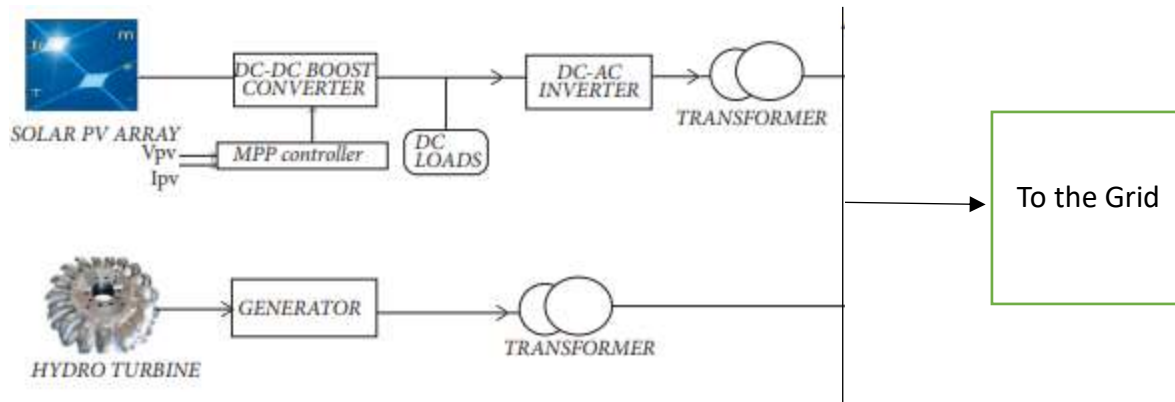 m
DC-DC BOOST
CONVERTER
DC-AC
INVERTER
SOLAR PV ARRAY
TRANSFORMER
Vpv
Ipv
MPP controller
DC
LOADS
To the Grid
GENERATOR
HYDRO TURBINE
TRANSFORMER